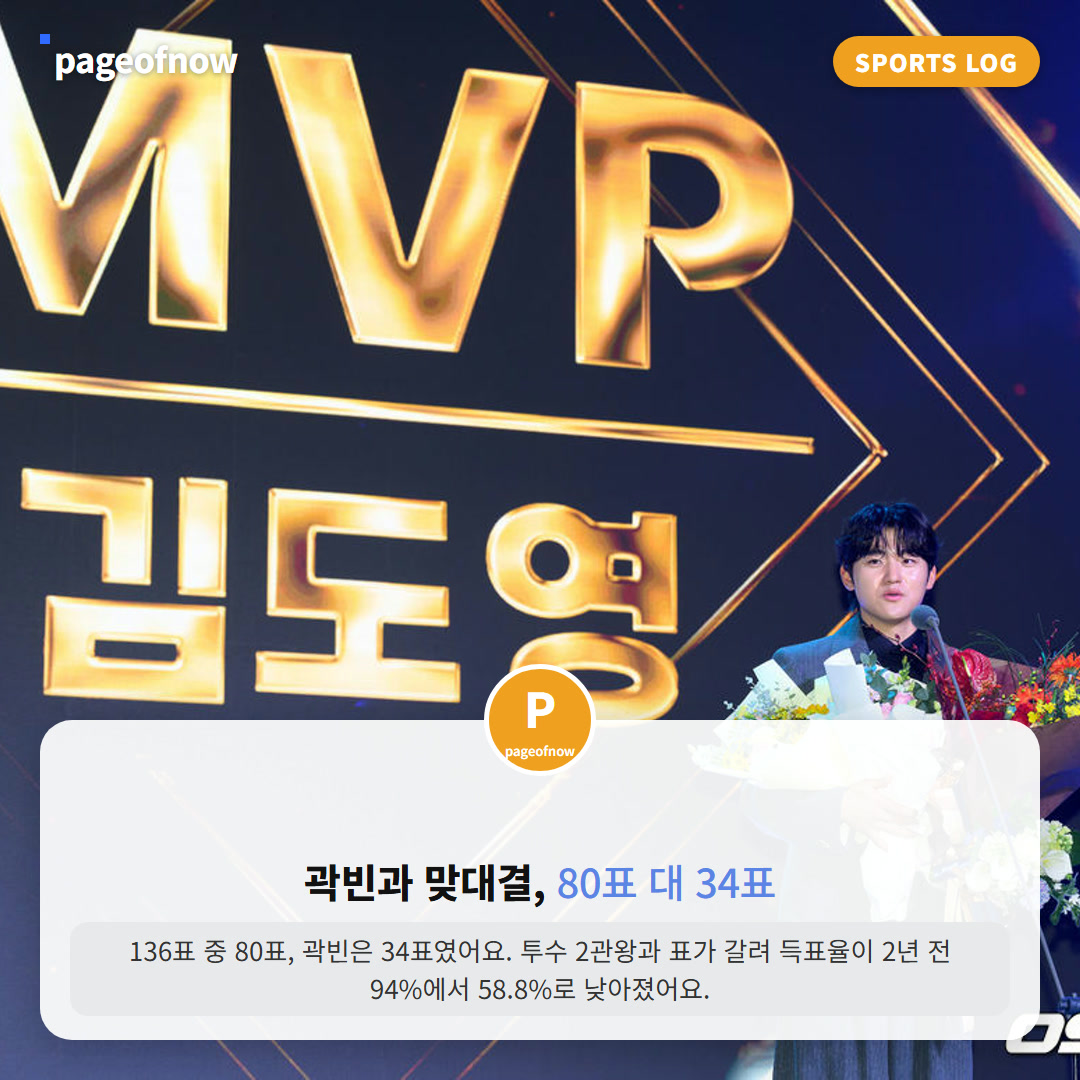 pageofnow
SPORTS LOG
MVP
김도영
P
pageofnow
곽빈과 맞대결, 80표 대 34표
136표 중 80표, 곽빈은 34표였어요. 투수 2관왕과 표가 갈려 득표율이 2년 전
94%에서 58.8%로 낮아졌어요.